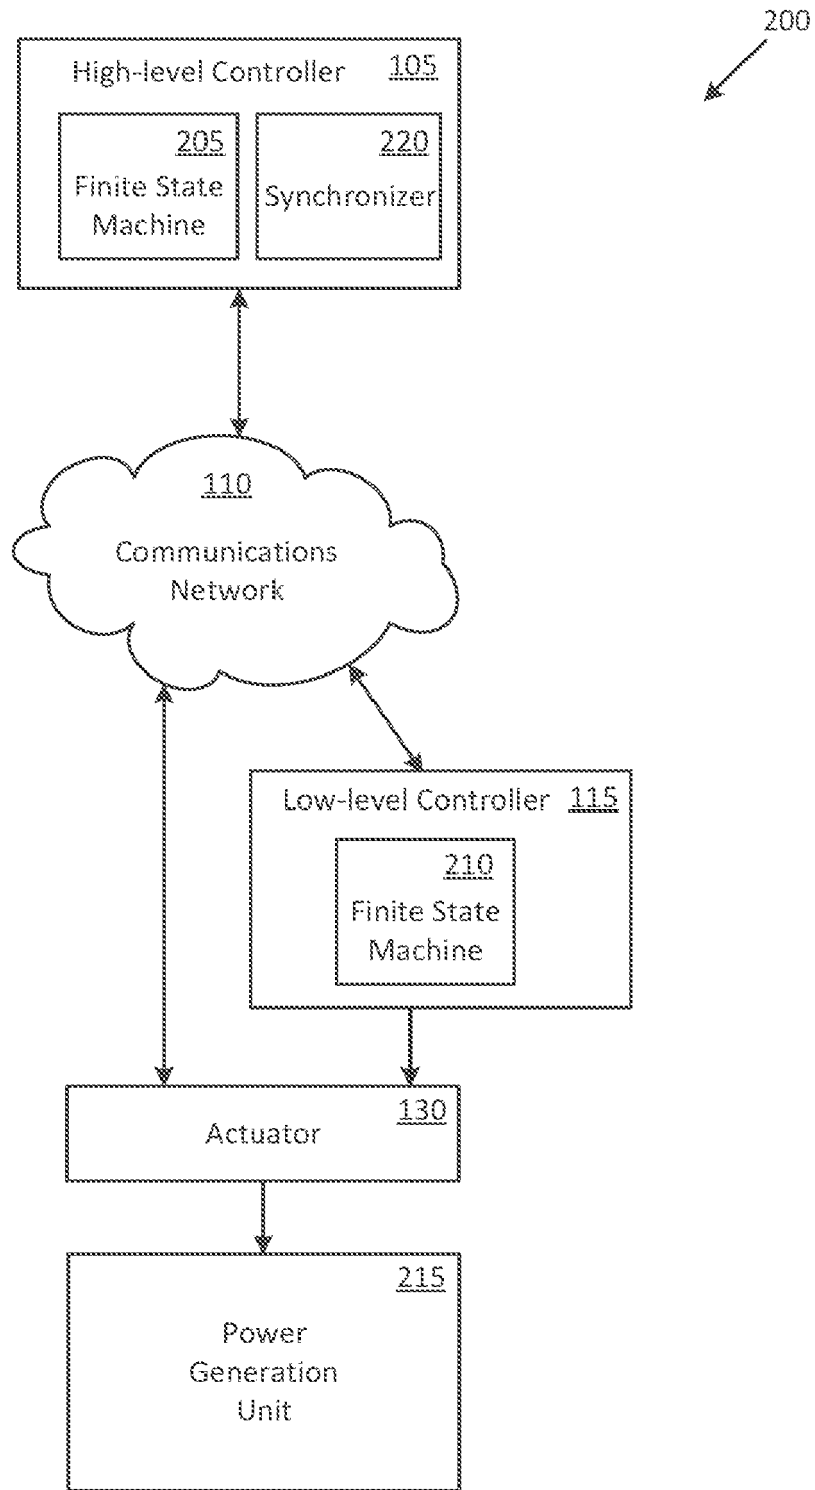 200
High-level Controller 105
205
Finite State
Machine
220
Synchronizer
110
Communications
Network
Low-level Controller 115
210
Finite State
Machine
130
Actuator
215
Power
Generation
Unit